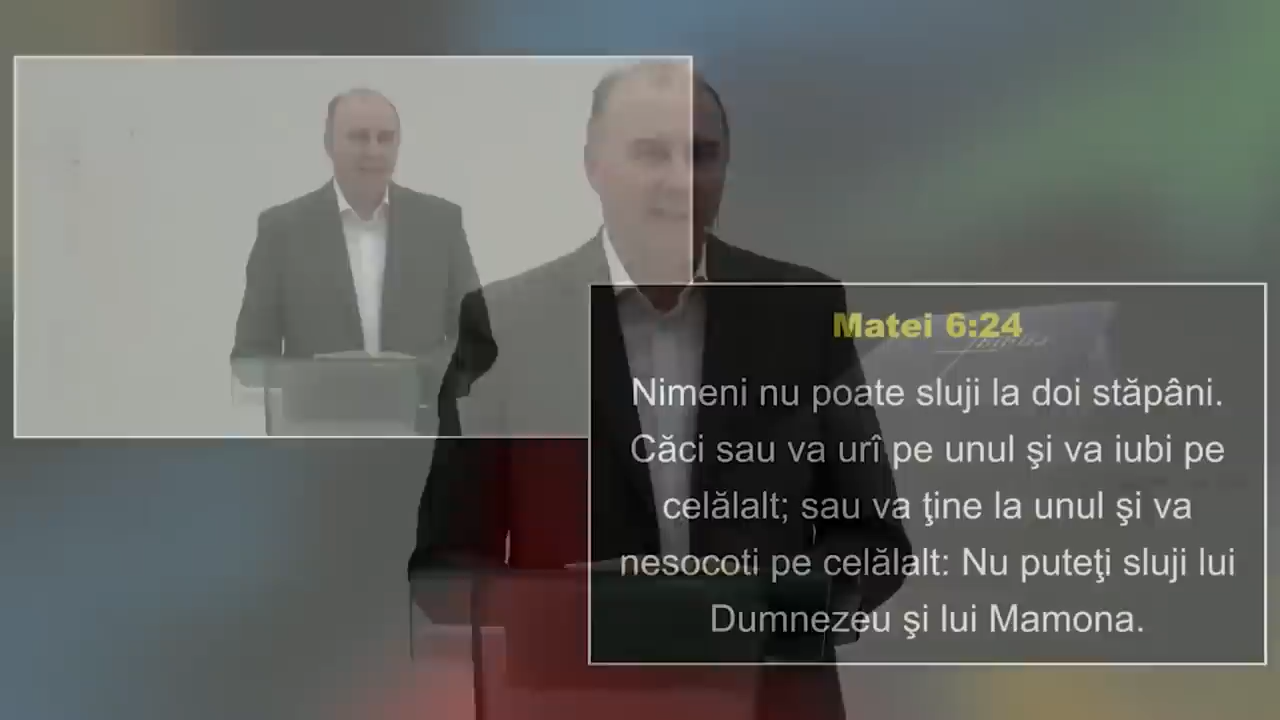 Matei 6:24
Nimeni nu poate sluji la doi stăpâni.
Căci sau va urî pe unul şi va iubi pe
celălalt; sau va ţine la unul şi va
nesocoti pe celălalt: Nu puteţi sluji lui
Dumnezeu şi lui Mamona.